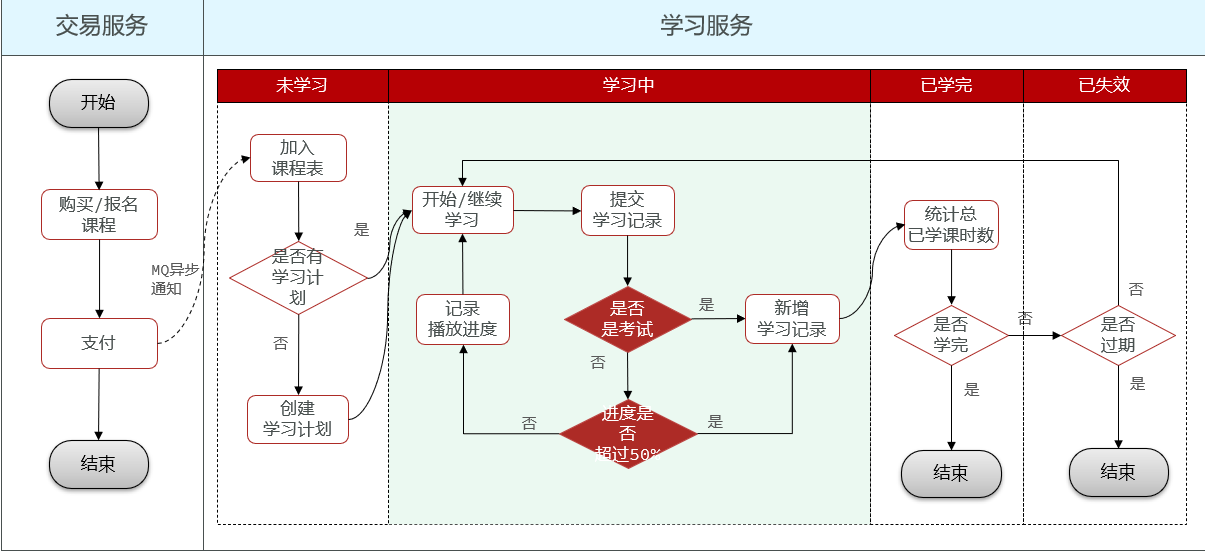 交易服务
学习服务
未学习
学习中
已学完
已失效
开始
购买/报名
课程
支付
结束
MQ异步
通知
加入
课程表
是否有
学习计
划
是
否
创建
学习计划
开始/继续
学习
提交
学习记录
记录
播放进度
是否
是考试
是
否
新增
学习记录
进度是
否
超过50%
否
是
统计总
已学课时数
是否
学完
否
是
结束
是否
过期
否
是
结束